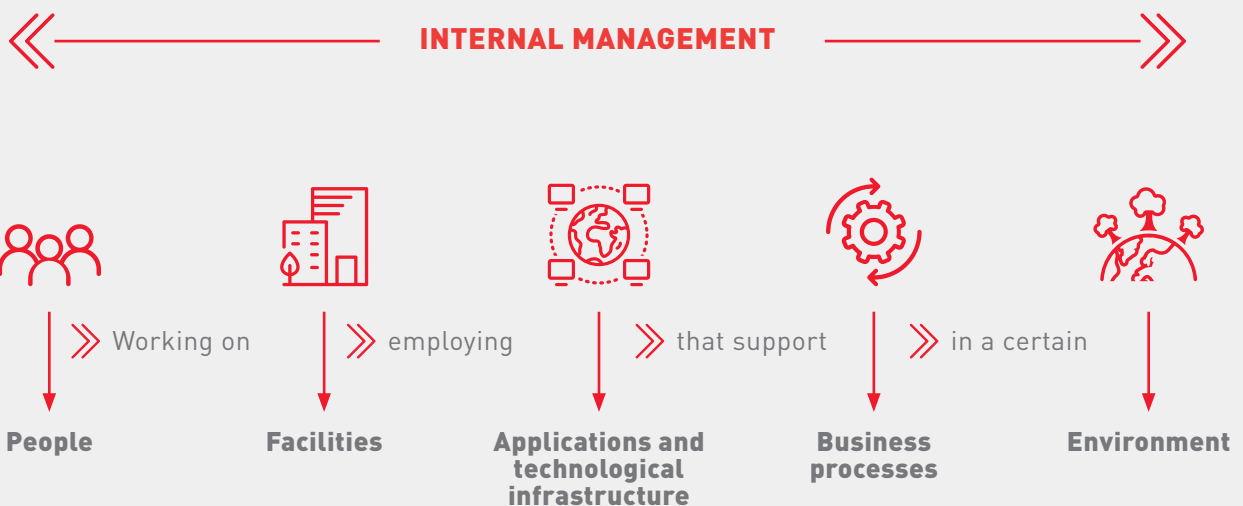 INTERNAL MANAGEMENT
Working on
employing
that support
in a certain
People
Facilities
Applications and
technological
infrastructure
Business
processes
Environment